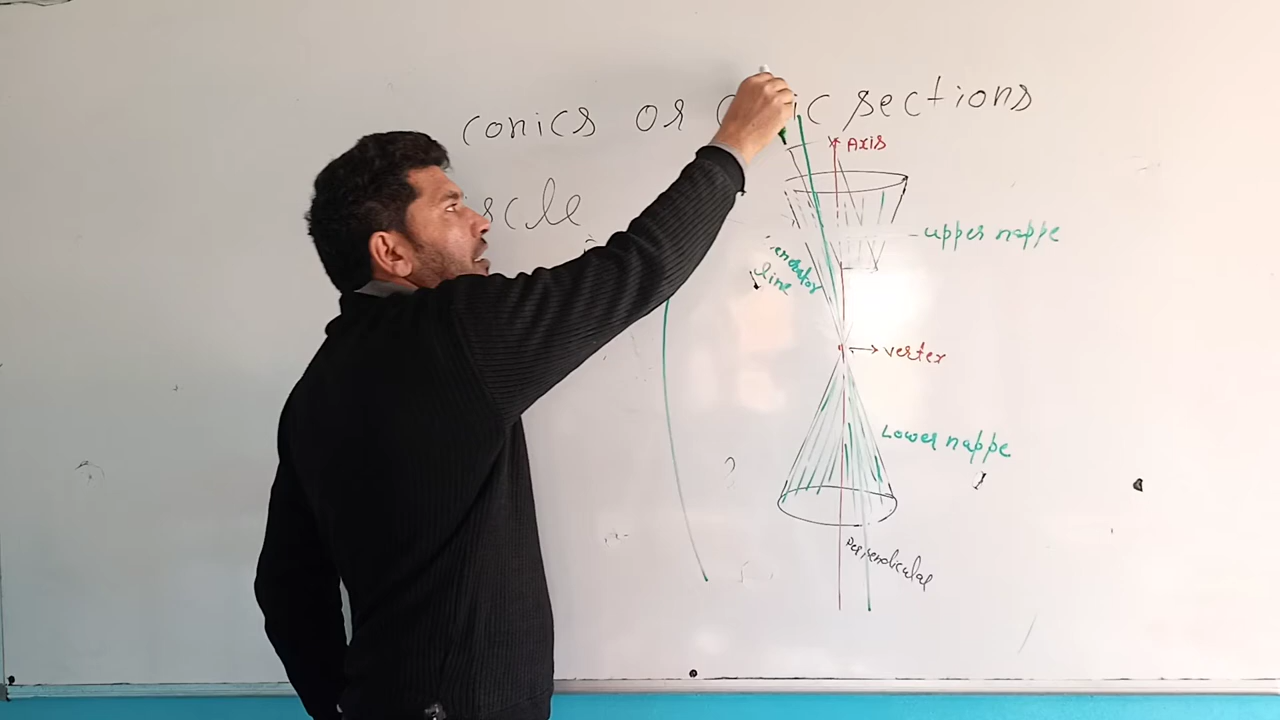 conics or sections
Axis
upper nappe
line
vertex
Lower nappe
perpendicular